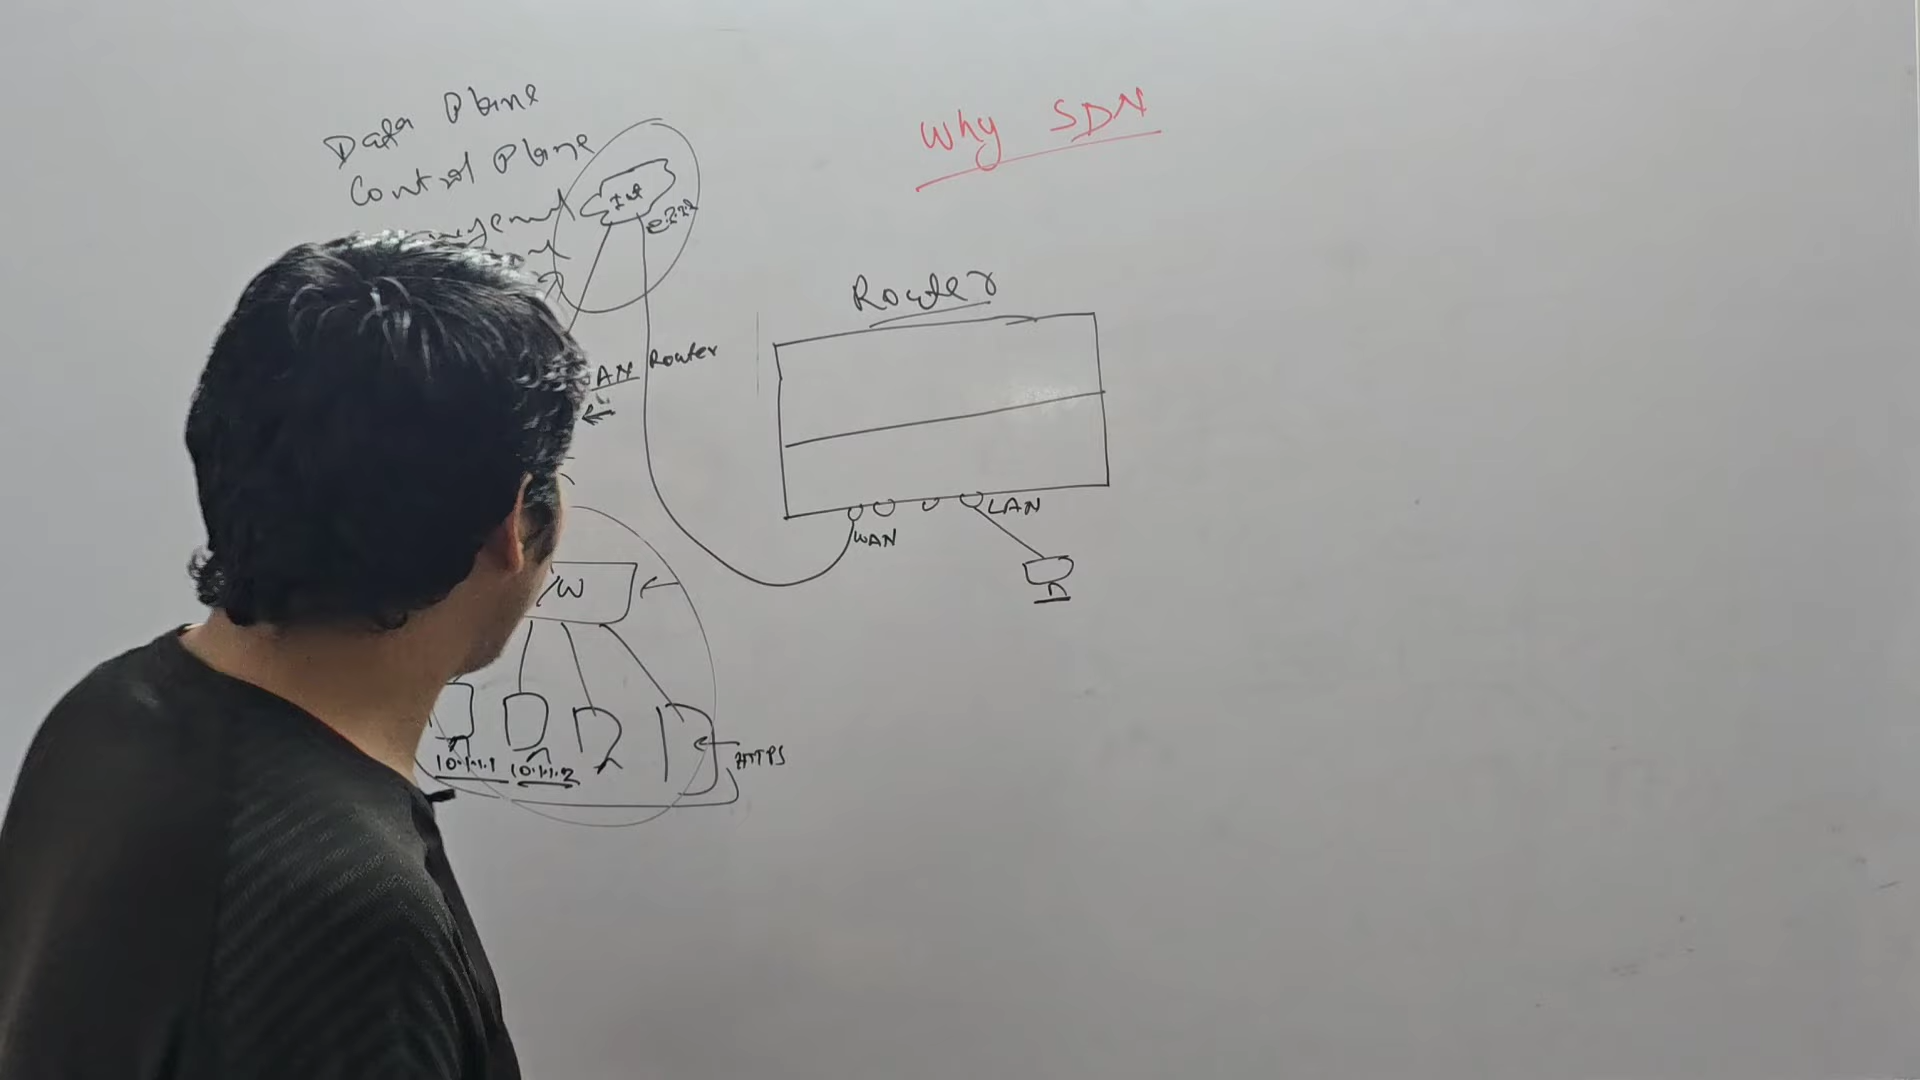 Data Plane
Control Plane
Why SDN
Int
Router
Router
LAN
WAN
/W
HTTPS
10.1.1.1 10.1.1.2